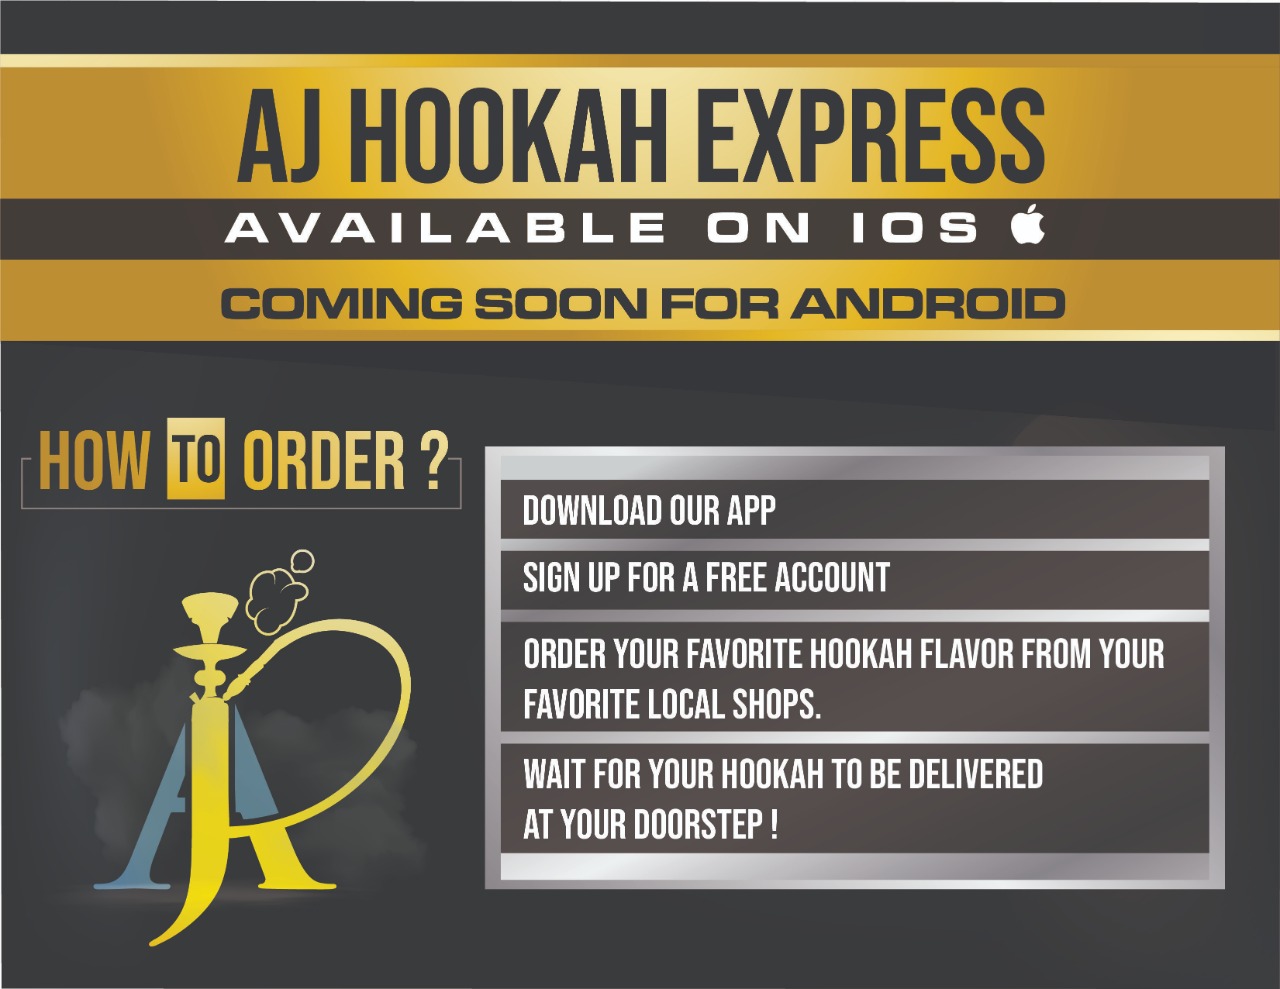 AJ HOOKAH EXPRESS
AVAILABLE ON IOS
COMING SOON FOR ANDROID
HOW TO ORDER ?
DOWNLOAD OUR APP
SIGN UP FOR A FREE ACCOUNT
ORDER YOUR FAVORITE HOOKAH FLAVOR FROM YOUR
FAVORITE LOCAL SHOPS.
WAIT FOR YOUR HOOKAH TO BE DELIVERED
AT YOUR DOORSTEP !
AJ